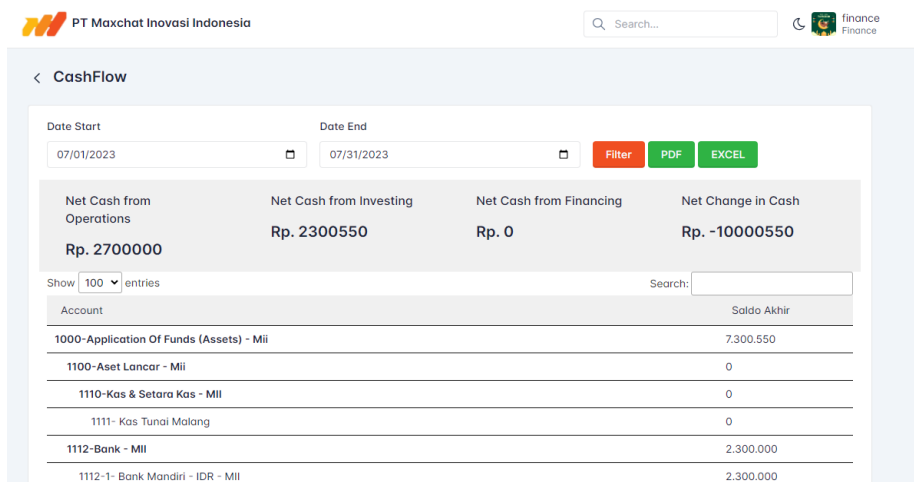 PT Maxchat Inovasi Indonesia
Search...
finance
Finance
CashFlow
Date Start
Date End
07/01/2023
07/31/2023
Filter
PDF
EXCEL
Net Cash from
Operations
Rp. 2700000
Net Cash from Investing
Rp. 2300550
Net Cash from Financing
Rp. 0
Net Change in Cash
Rp. -10000550
Show 100 entries
Search:
Account Saldo Akhir
1000-Application Of Funds (Assets) - Mii 7.300.550
1100-Aset Lancar - Mii 0
1110-Kas & Setara Kas - MII 0
1111- Kas Tunai Malang 0
1112-Bank - MII 2.300.000
1112-1- Bank Mandiri - IDR - MII 2.300.000